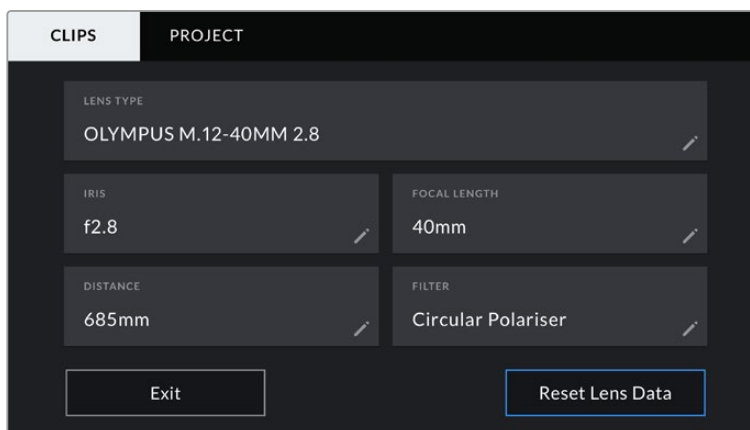 CLIPS PROJECT
LENS TYPE
OLYMPUS M.12-40MM 2.8
IRIS
f2.8
FOCAL LENGTH
40mm
DISTANCE
685mm
FILTER
Circular Polariser
Exit
Reset Lens Data